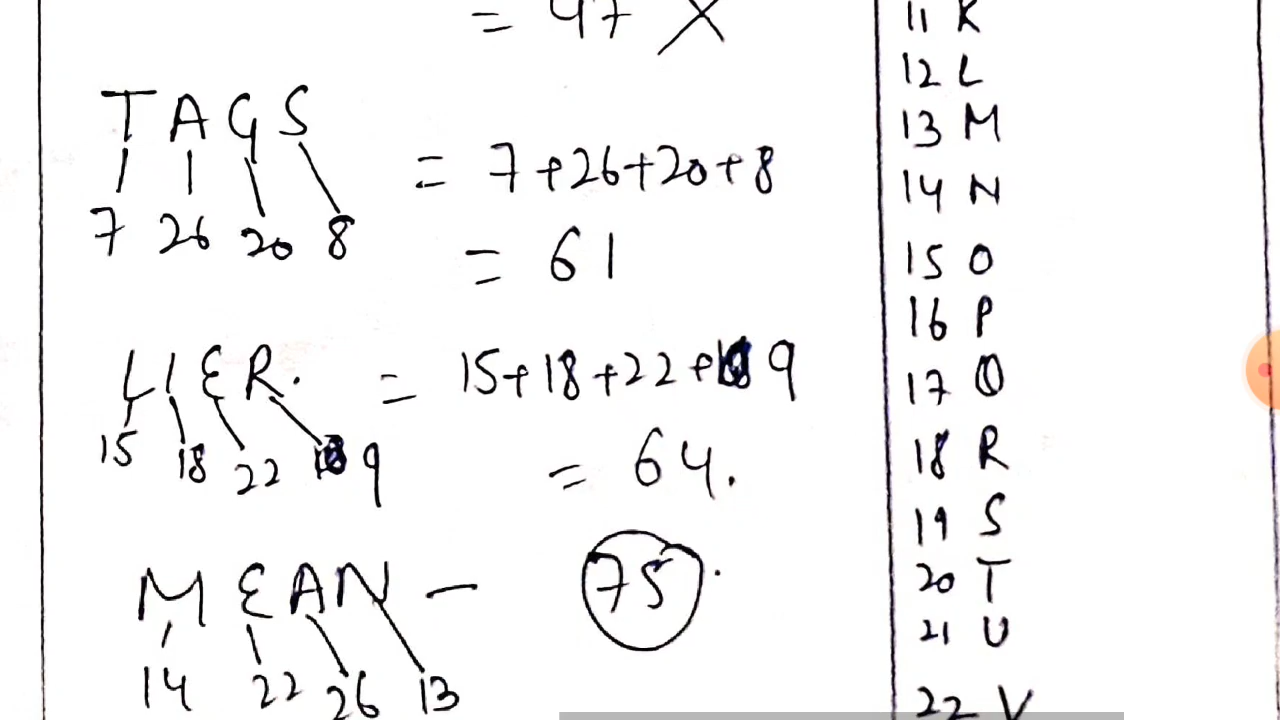 = 47 X
TAGS = 7+26+20+8
7 26 20 8
= 61
LIER. = 15+18+22+ 9
15 18 22 9
= 64.
MEAN - 75.
14 22 26 13
11 K
12 L
13 M
14 N
15 O
16 P
17 Q
18 R
19 S
20 T
21 U
22 V